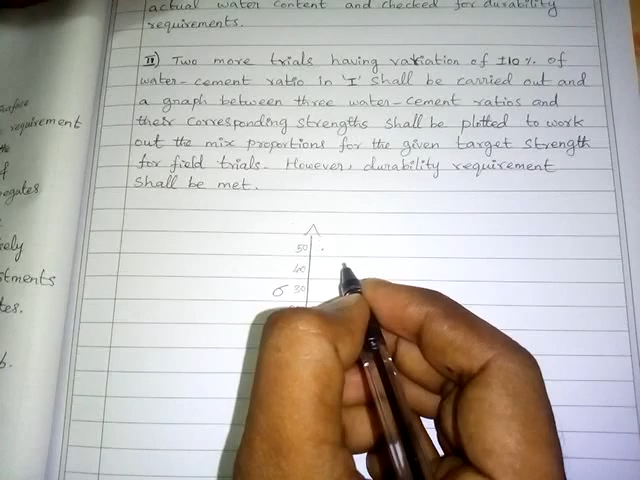 actual water content and checked for durability
requirements.
II) Two more trials having variation of ±10% of
water-cement ratio in 'I' shall be carried out and
a graph between three water-cement ratios and
their corresponding strengths shall be plotted to work
out the mix proportions for the given target strength
for field trials. However, durability requirement
shall be met.
50
40
σ 30
requirement
of
stments
tes.
b.